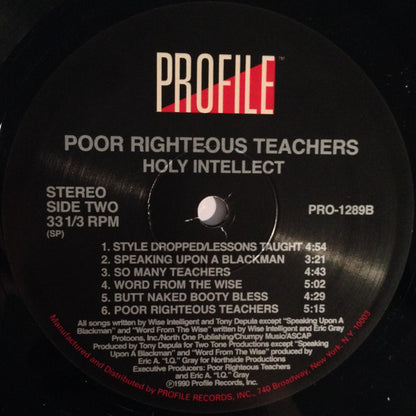 PROFILE™
POOR RIGHTEOUS TEACHERS
HOLY INTELLECT
STEREO
SIDE TWO
33 1/3 RPM
(SP)
PRO-1289B
1. STYLE DROPPED/LESSONS TAUGHT 4:54
2. SPEAKING UPON A BLACKMAN 3:21
3. SO MANY TEACHERS 4:43
4. WORD FROM THE WISE 5:02
5. BUTT NAKED BOOTY BLESS 4:29
6. POOR RIGHTEOUS TEACHERS 5:15
All songs written by Wise Intelligent and Tony Depula except "Speaking Upon A
Blackman" and "Word From The Wise" written by Wise Intelligent and Eric Gray
Protoons, Inc./North One Publishing/Chumpy Music/ASCAP
Produced by Tony Depula for Two Tone Productions except "Speaking
Upon A Blackman" and "Word From The Wise" produced by
Eric A. "I.Q." Gray for Northside Productions
Executive Producers: Poor Righteous Teachers
and Eric "I.Q." Gray
©1990 Profile Records, Inc.
Manufactured and Distributed by PROFILE RECORDS, INC., 740 Broadway, New York, N.Y. 10003